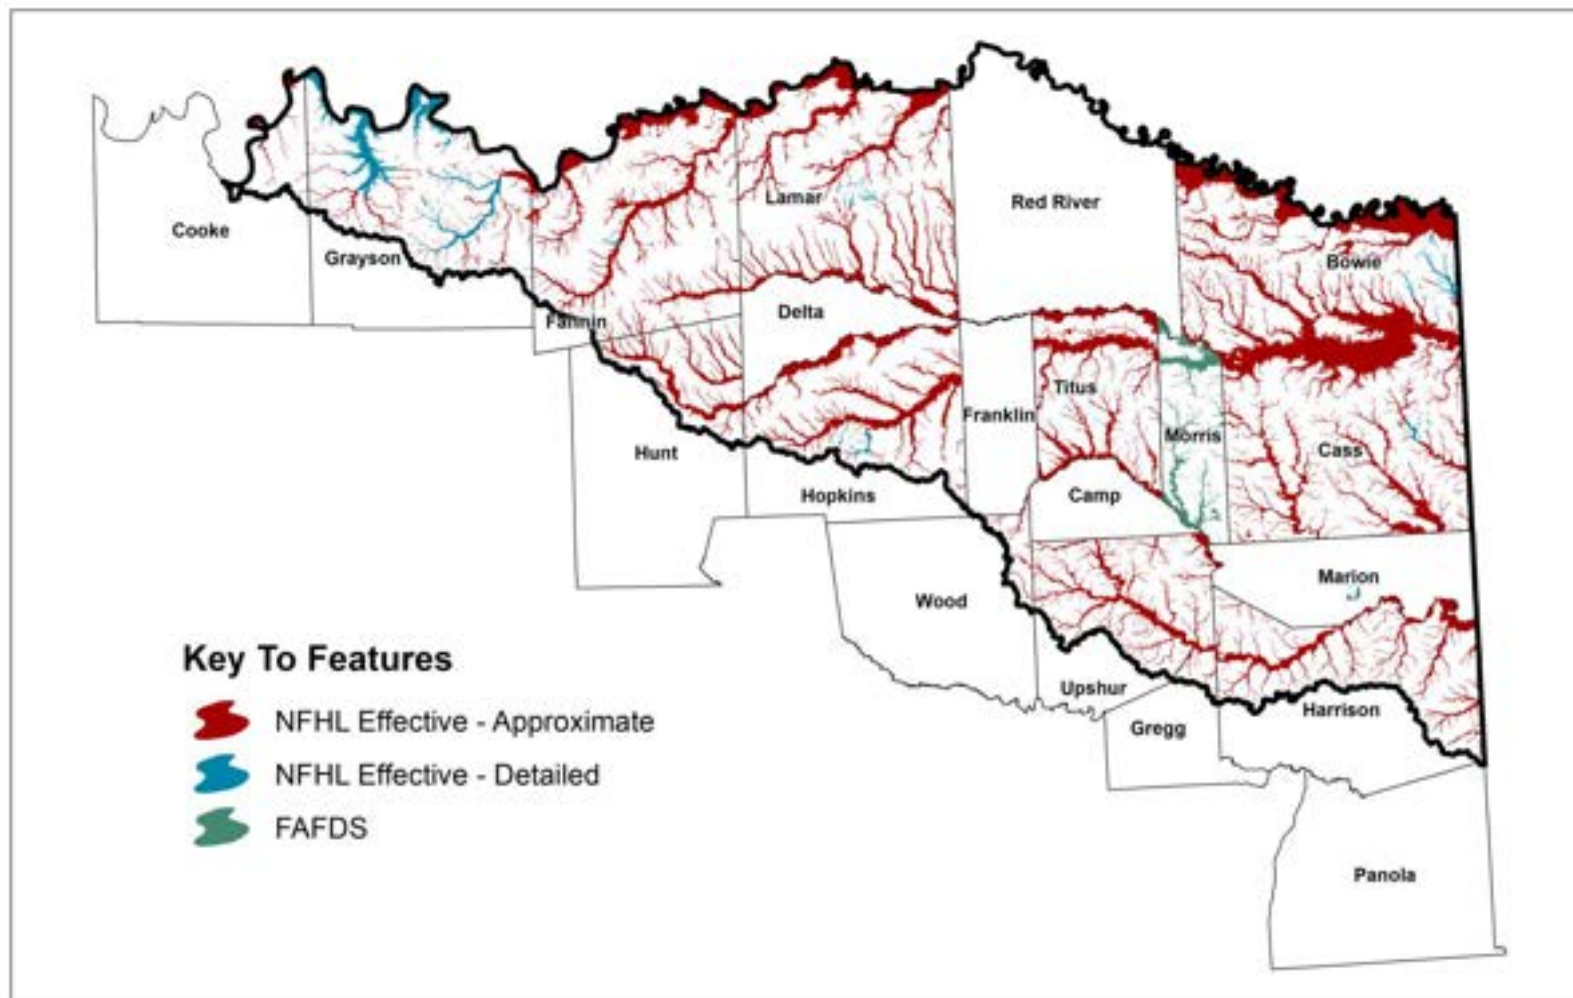 Lamar
Red River
Cooke
Grayson
Bowie
Fannin
Delta
Titus
Franklin
Morris
Hunt
Cass
Hopkins
Camp
Marion
Wood
Upshur
Harrison
Gregg
Panola
Key To Features
NFHL Effective - Approximate
NFHL Effective - Detailed
FAFDS